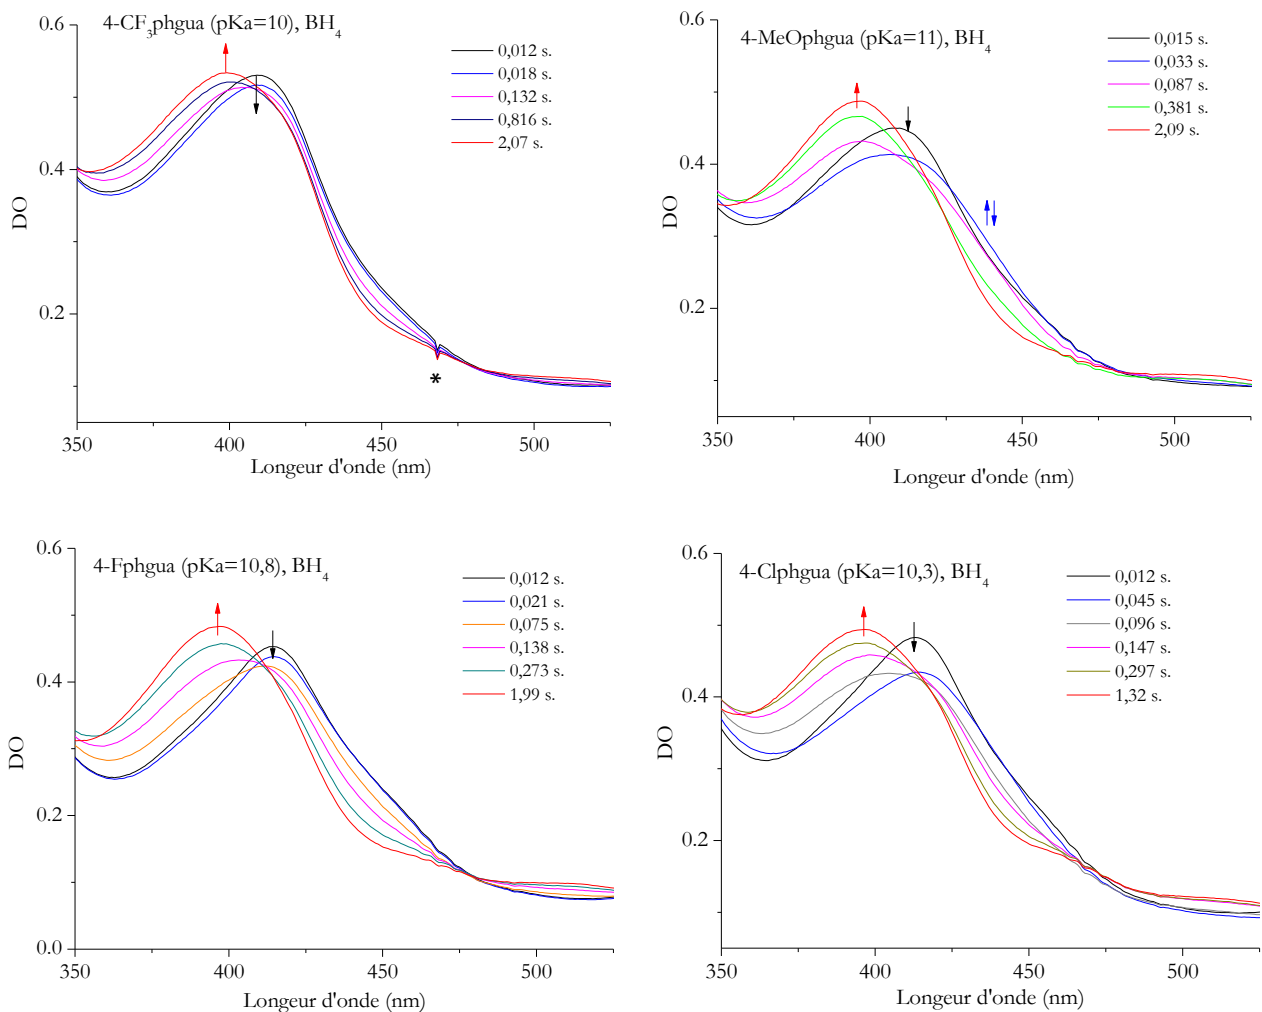 4-CF₃phgua (pKa=10), BH₄
0,012 s.
0,018 s.
0,132 s.
0,816 s.
2,07 s.
0.6
0.4
0.2
DO
*
350 400 450 500
Longeur d'onde (nm)
4-MeOphgua (pKa=11), BH₄
0,015 s.
0,033 s.
0,087 s.
0,381 s.
2,09 s.
0.6
0.4
0.2
DO
350 400 450 500
Longeur d'onde (nm)
4-Fphgua (pKa=10,8), BH₄
0,012 s.
0,021 s.
0,075 s.
0,138 s.
0,273 s.
1,99 s.
0.6
0.4
0.2
0.0
DO
350 400 450 500
Longeur d'onde (nm)
4-Clphgua (pKa=10,3), BH₄
0,012 s.
0,045 s.
0,096 s.
0,147 s.
0,297 s.
1,32 s.
0.6
0.4
0.2
DO
350 400 450 500
Longeur d'onde (nm)